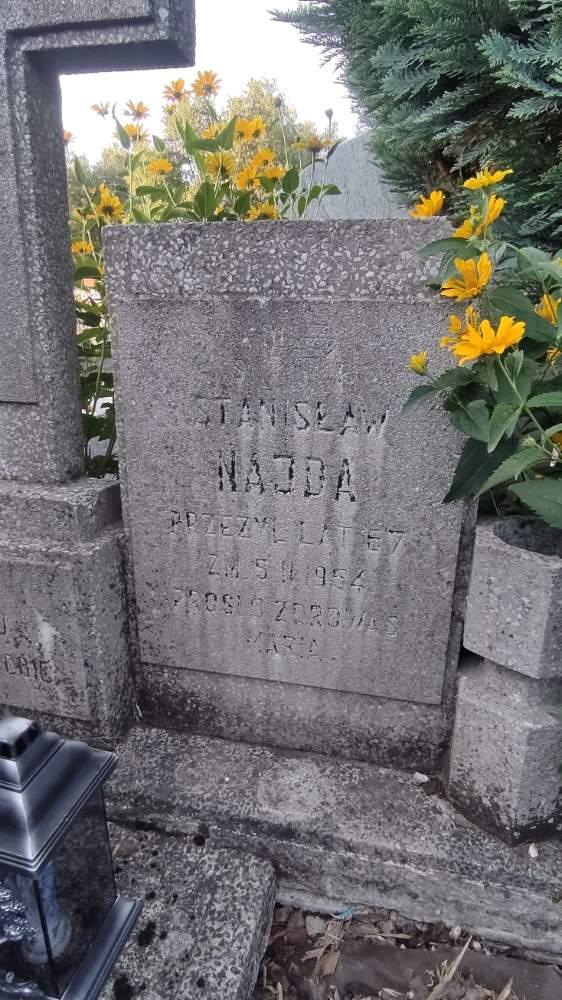 STANISŁAW
NAJDA
PRZEŻYŁ LAT 67
ZM. 5 II 1954
PROSI O ZDROWAŚ
MARIA